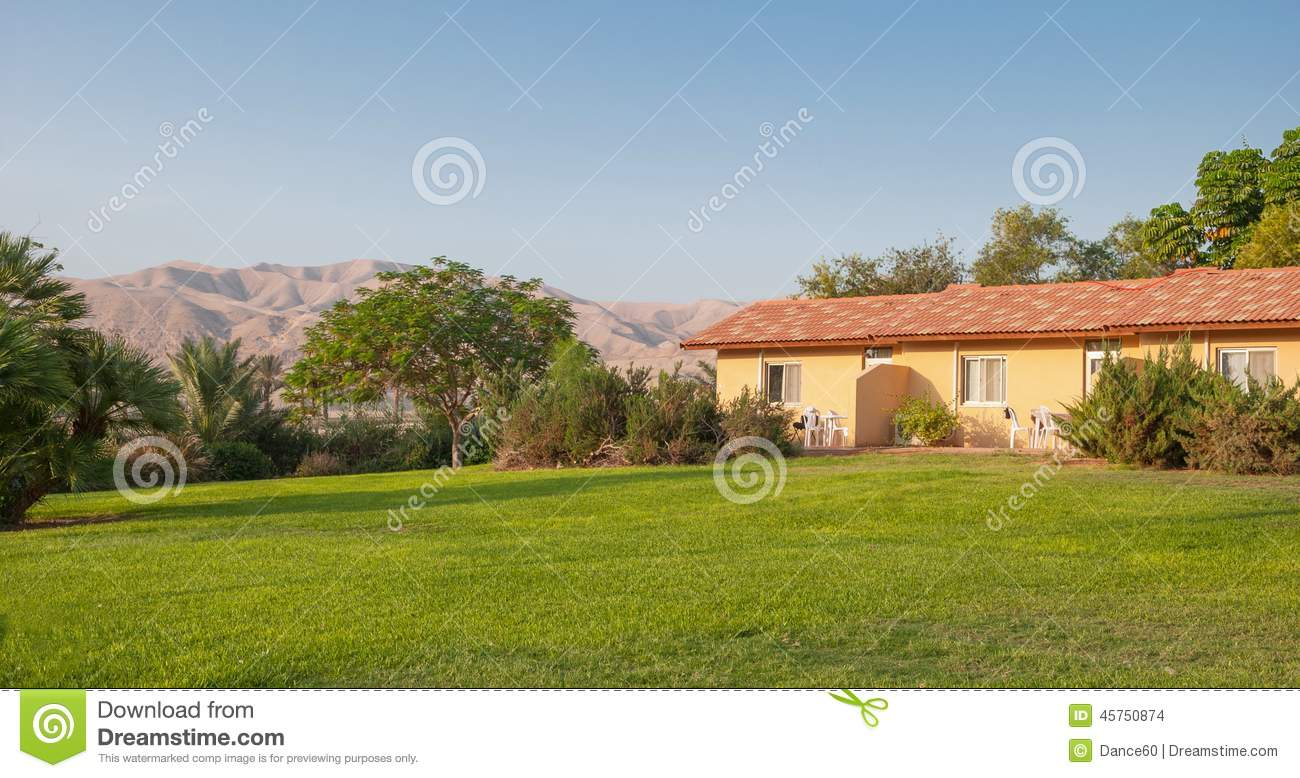 dreamstime
dreamstime
dreamstime
dreamstime
Download from
Dreamstime.com
This watermarked comp image is for previewing purposes only.
ID 45750874
© Dance60 | Dreamstime.com